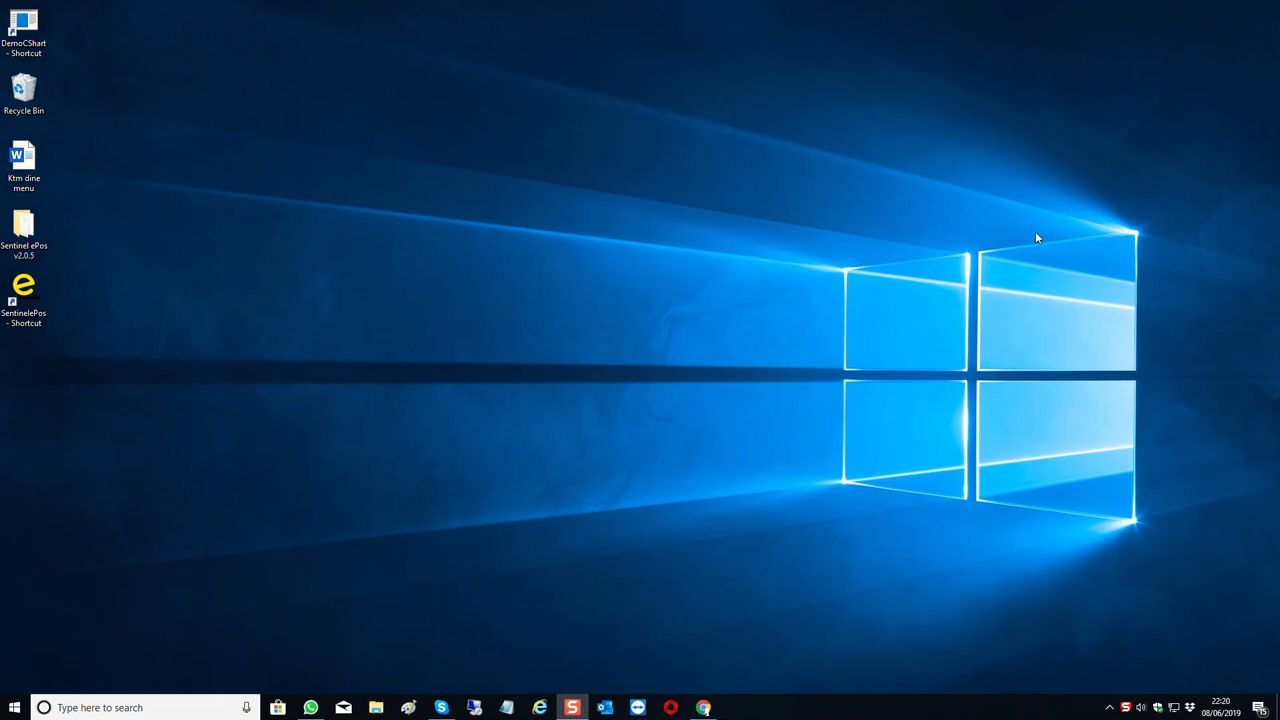 DemoCShart
- Shortcut
Recycle Bin
Ktm dine
menu
Sentinel ePos
v2.0.5
SentinelePos
- Shortcut
Type here to search
22:20
08/06/2019
15